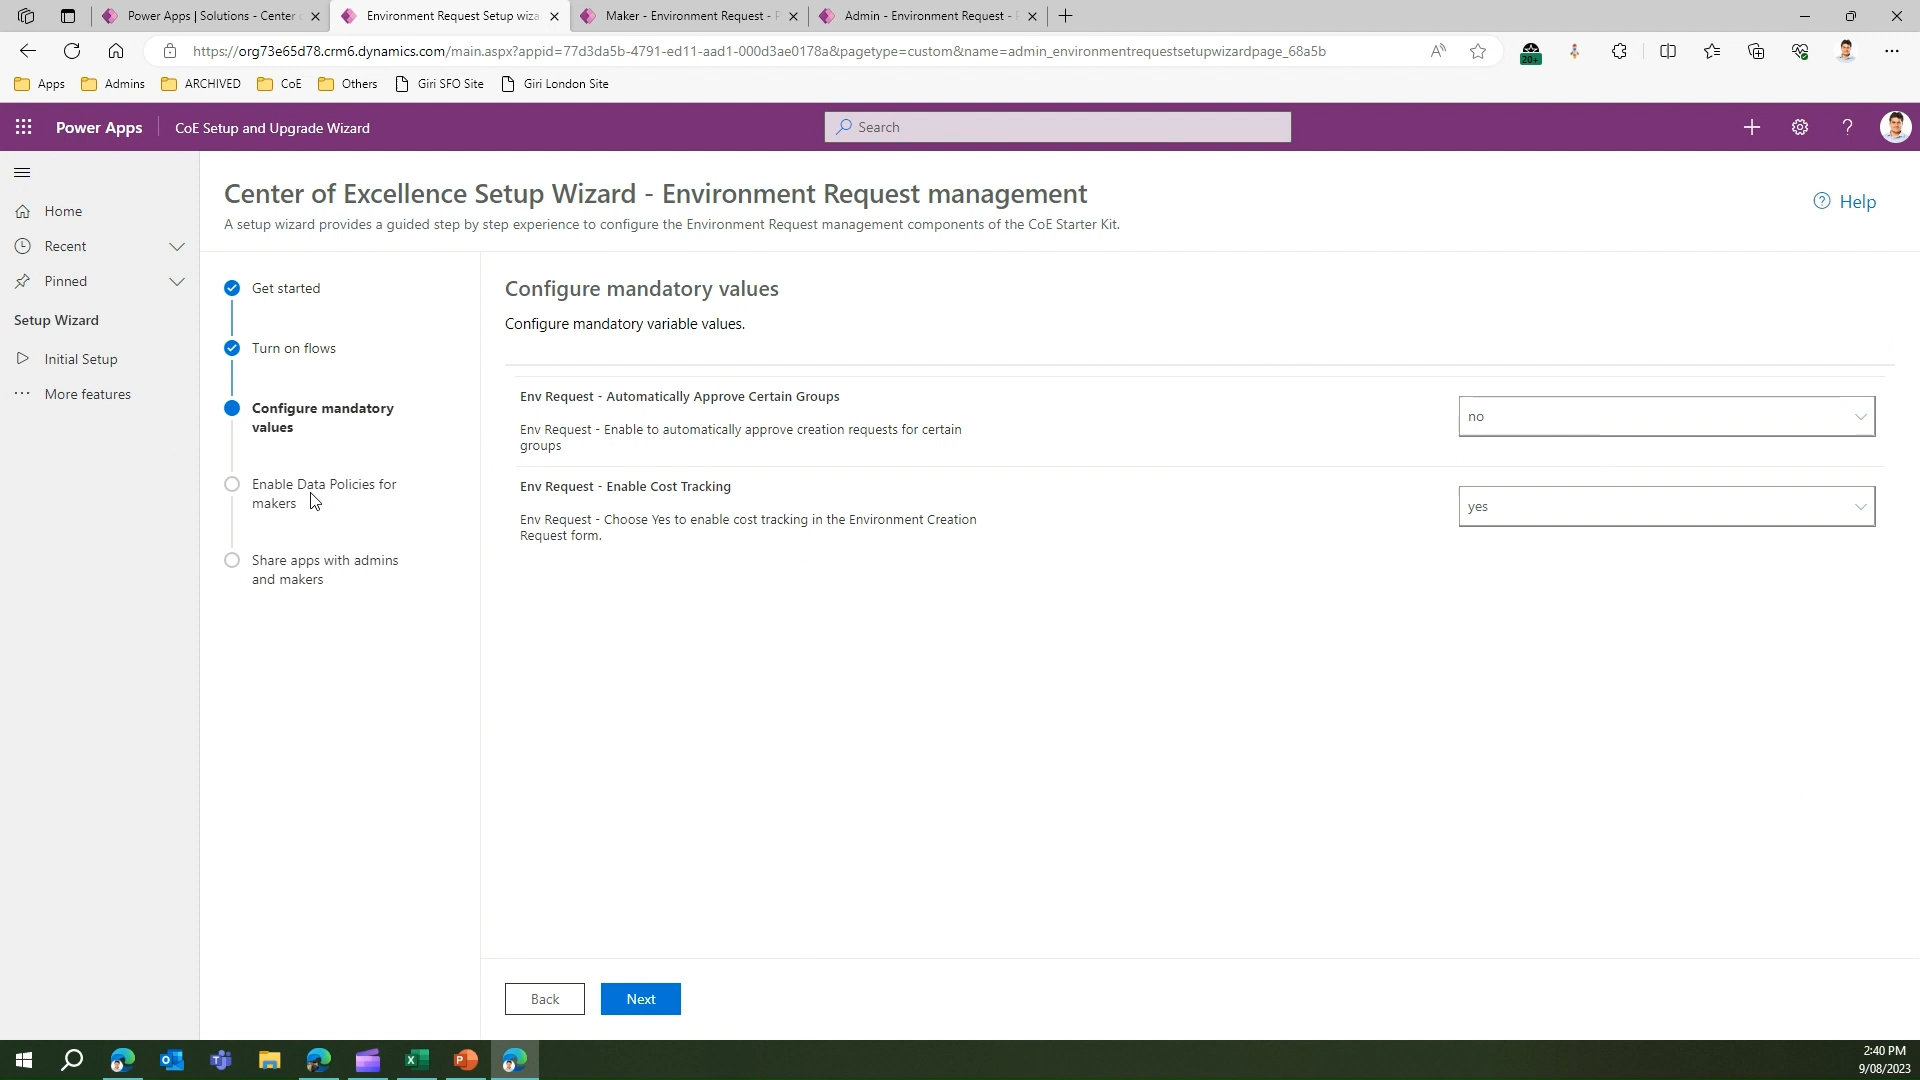 Power Apps | Solutions - Center
Environment Request Setup wiza
Maker - Environment Request - P
Admin - Environment Request - P
https://org73e65d78.crm6.dynamics.com/main.aspx?appid=77d3da5b-4791-ed11-aad1-000d3ae0178a&pagetype=custom&name=admin_environmentrequestsetupwizardpage_68a5b
20+
Apps
Admins
ARCHIVED
CoE
Others
Giri SFO Site
Giri London Site
Power Apps
CoE Setup and Upgrade Wizard
Search
Home
Recent
Pinned
Setup Wizard
Initial Setup
More features
Center of Excellence Setup Wizard - Environment Request management
A setup wizard provides a guided step by step experience to configure the Environment Request management components of the CoE Starter Kit.
Help
Get started
Turn on flows
Configure mandatory
values
Enable Data Policies for
makers
Share apps with admins
and makers
Configure mandatory values
Configure mandatory variable values.
Env Request - Automatically Approve Certain Groups
Env Request - Enable to automatically approve creation requests for certain
groups
no
Env Request - Enable Cost Tracking
Env Request - Choose Yes to enable cost tracking in the Environment Creation
Request form.
yes
Back
Next
2:40 PM
9/08/2023